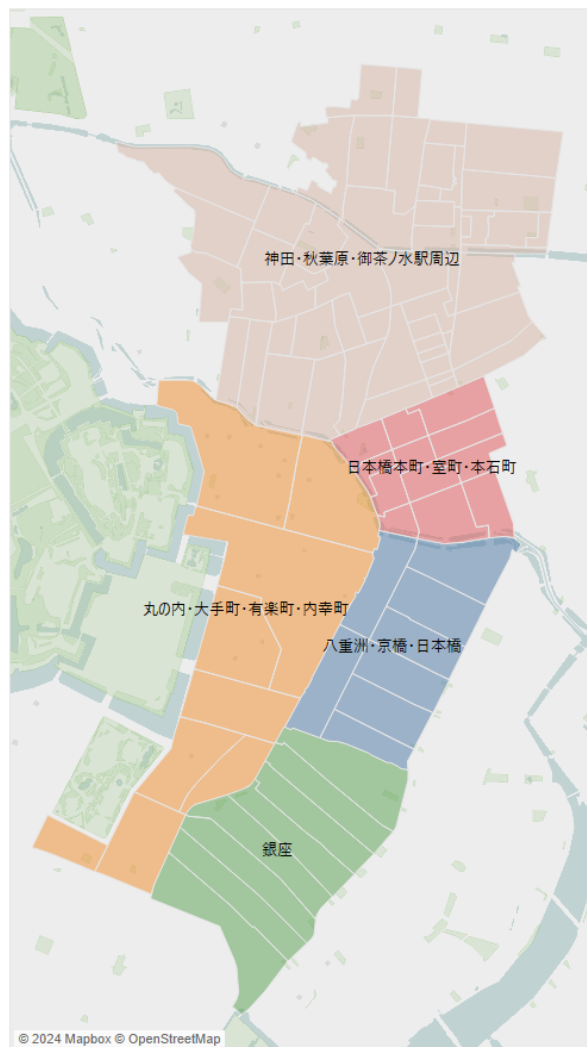 神田・秋葉原・御茶ノ水駅周辺
日本橋本町・室町・本石町
丸の内・大手町・有楽町・内幸町
八重洲・京橋・日本橋
銀座
© 2024 Mapbox © OpenStreetMap